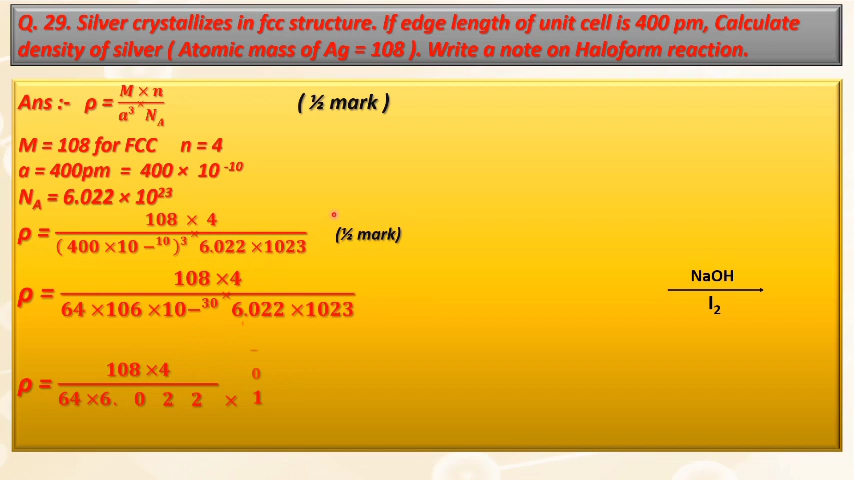 Q. 29. Silver crystallizes in fcc structure. If edge length of unit cell is 400 pm, Calculate
density of silver ( Atomic mass of Ag = 108 ). Write a note on Haloform reaction.
Ans :- ρ = M × n / a³ × N_A ( ½ mark )
M = 108 for FCC n = 4
a = 400pm = 400 × 10 ⁻¹⁰
N_A = 6.022 × 10²³
ρ = 108 × 4 / ( 400 ×10 −¹⁰ )³ × 6.022 ×1023 (½ mark)
ρ = 108 ×4 / 64 ×106 ×10−³⁰ × 6.022 ×1023
NaOH
I₂
ρ = 108 ×4 / 64 ×6. 0 2 2 × 1 0 −